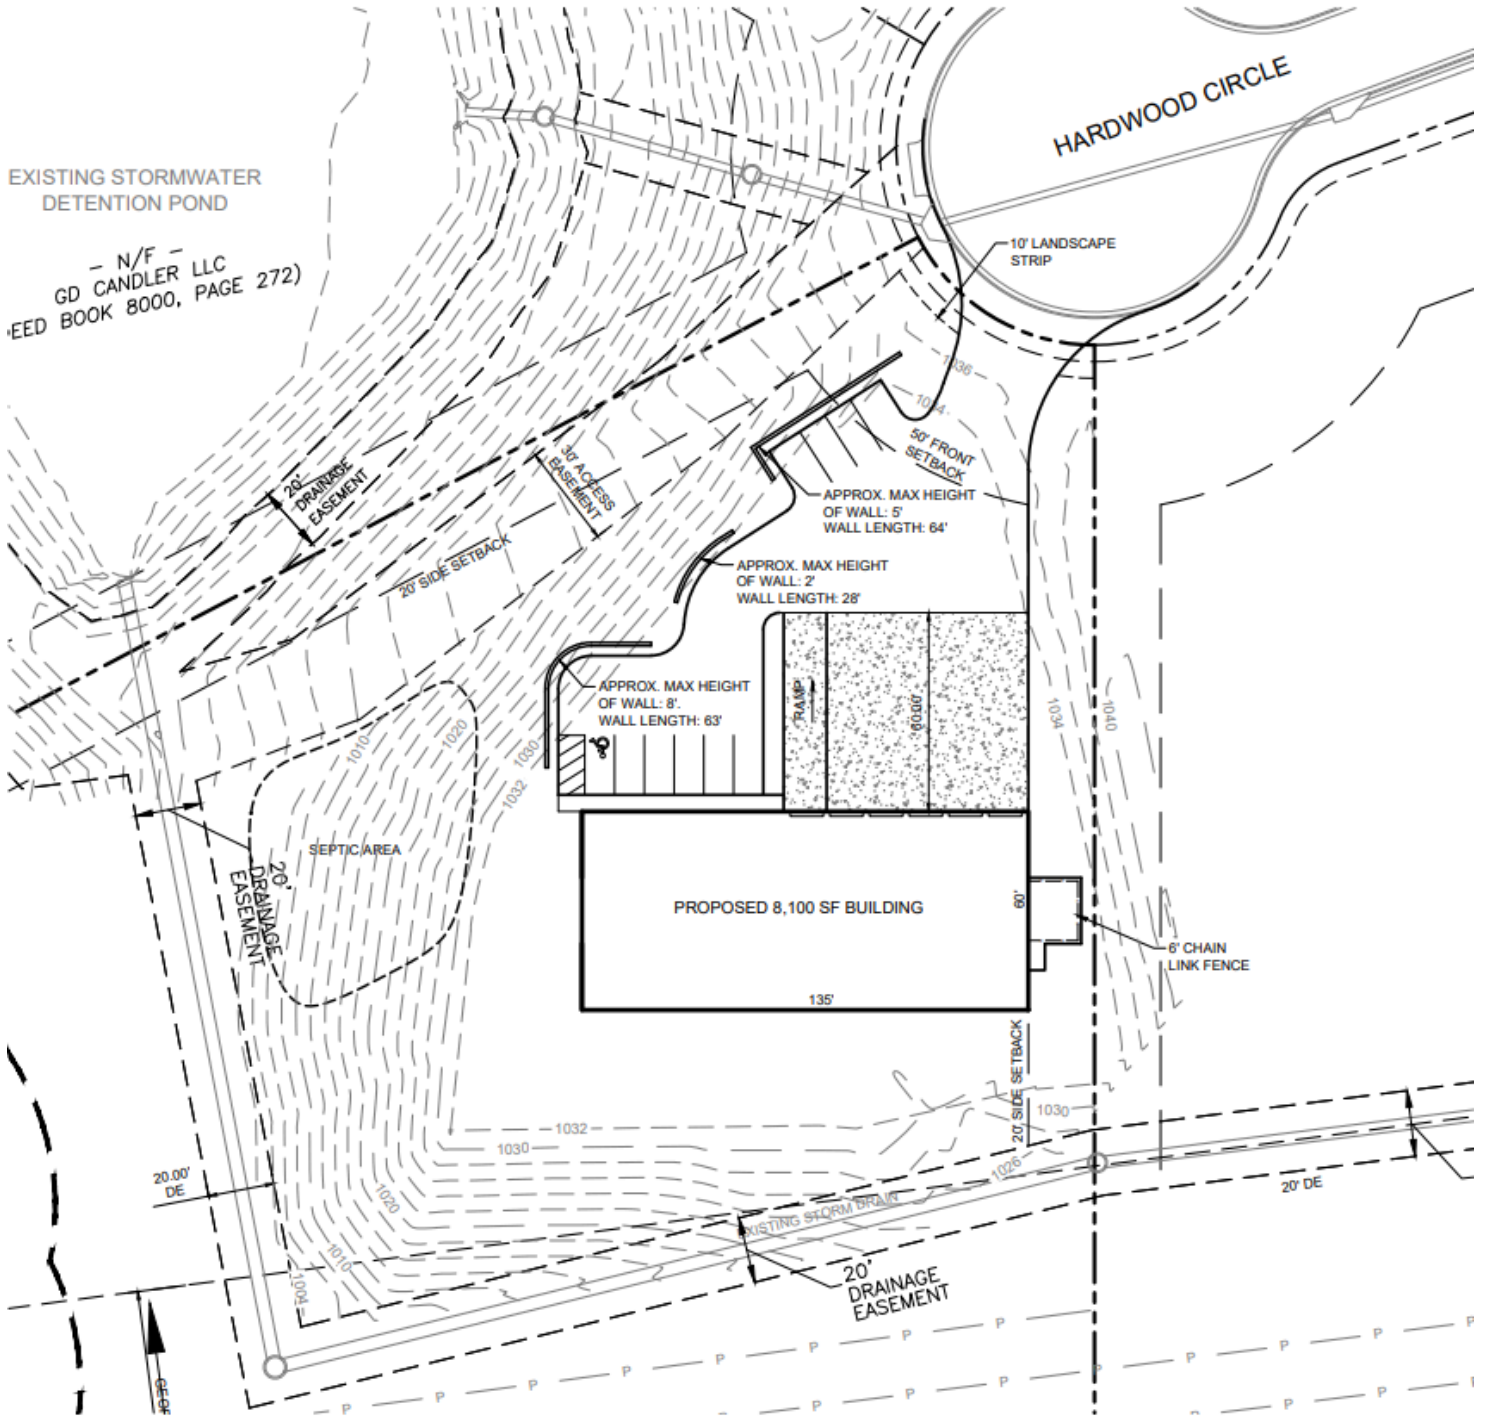 HARDWOOD CIRCLE
EXISTING STORMWATER
DETENTION POND
– N/F –
GD CANDLER LLC
EED BOOK 8000, PAGE 272)
10' LANDSCAPE
STRIP
1036
1034
50' FRONT
SETBACK
20'
DRAINAGE
EASEMENT
30' ACCESS
EASEMENT
20' SIDE SETBACK
APPROX. MAX HEIGHT
OF WALL: 5'
WALL LENGTH: 64'
APPROX. MAX HEIGHT
OF WALL: 2'
WALL LENGTH: 28'
APPROX. MAX HEIGHT
OF WALL: 8'.
WALL LENGTH: 63'
RAMP
60.00'
1034
1040
1010
1020
1030
1032
SEPTIC AREA
20'
DRAINAGE
EASEMENT
PROPOSED 8,100 SF BUILDING
60'
135'
6' CHAIN
LINK FENCE
20' SIDE SETBACK
1030
1032
1030
1026
1020
1010
1004
20.00'
DE
EXISTING STORM DRAIN
20' DE
20'
DRAINAGE
EASEMENT
P P P P P P P
P P P P P P P